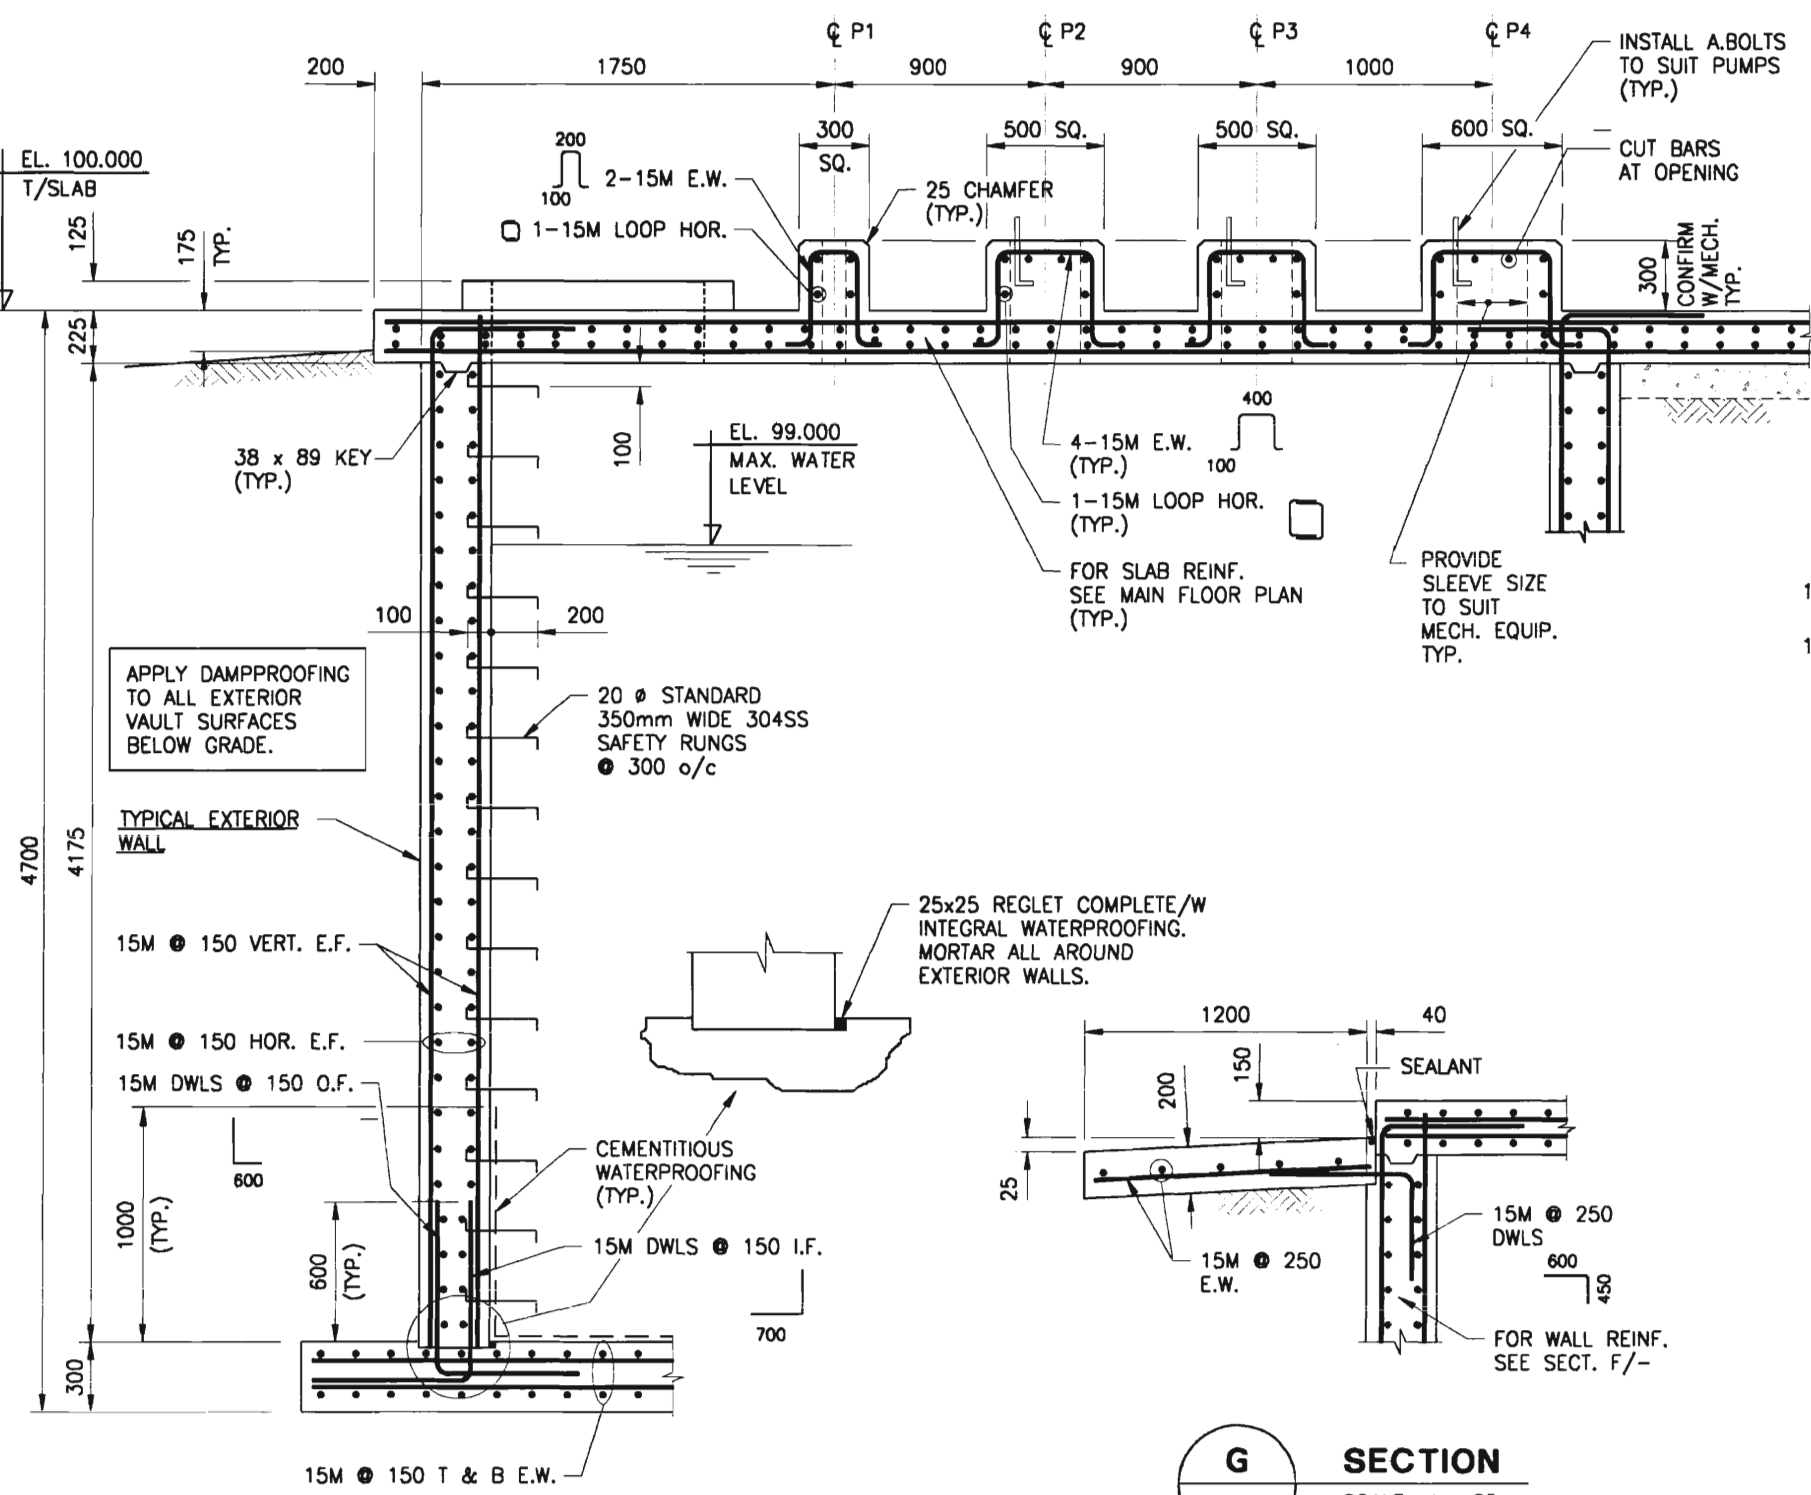 ℄ P1
℄ P2
℄ P3
℄ P4
INSTALL A.BOLTS
TO SUIT PUMPS
(TYP.)
200
1750
900
900
1000
300
SQ.
500 SQ.
500 SQ.
600 SQ.
CUT BARS
AT OPENING
EL. 100.000
T/SLAB
200
100
2-15M E.W.
1-15M LOOP HOR.
25 CHAMFER
(TYP.)
125
175
TYP.
225
300
CONFIRM
W/MECH.
TYP.
38 x 89 KEY
(TYP.)
100
EL. 99.000
MAX. WATER
LEVEL
400
100
4-15M E.W.
(TYP.)
1-15M LOOP HOR.
(TYP.)
FOR SLAB REINF.
SEE MAIN FLOOR PLAN
(TYP.)
PROVIDE
SLEEVE SIZE
TO SUIT
MECH. EQUIP.
TYP.
1
1
100
200
APPLY DAMPPROOFING
TO ALL EXTERIOR
VAULT SURFACES
BELOW GRADE.
20 ø STANDARD
350mm WIDE 304SS
SAFETY RUNGS
@ 300 o/c
TYPICAL EXTERIOR
WALL
4700
4175
15M @ 150 VERT. E.F.
15M @ 150 HOR. E.F.
15M DWLS @ 150 O.F.
600
1000
(TYP.)
600
(TYP.)
300
25x25 REGLET COMPLETE/W
INTEGRAL WATERPROOFING.
MORTAR ALL AROUND
EXTERIOR WALLS.
CEMENTITIOUS
WATERPROOFING
(TYP.)
15M DWLS @ 150 I.F.
700
15M @ 150 T & B E.W.
1200
40
150
200
25
SEALANT
15M @ 250
E.W.
15M @ 250
DWLS
600
450
FOR WALL REINF.
SEE SECT. F/-
G
SECTION